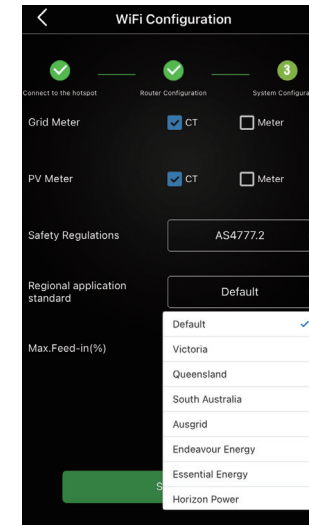 WiFi Configuration
3
Connect to the hotspot Router Configuration System Configura
Grid Meter CT Meter
PV Meter CT Meter
Safety Regulations AS4777.2
Regional application
standard
Default
Default
Max.Feed-in(%)
Victoria
Queensland
South Australia
Ausgrid
Endeavour Energy
Essential Energy
Horizon Power
S